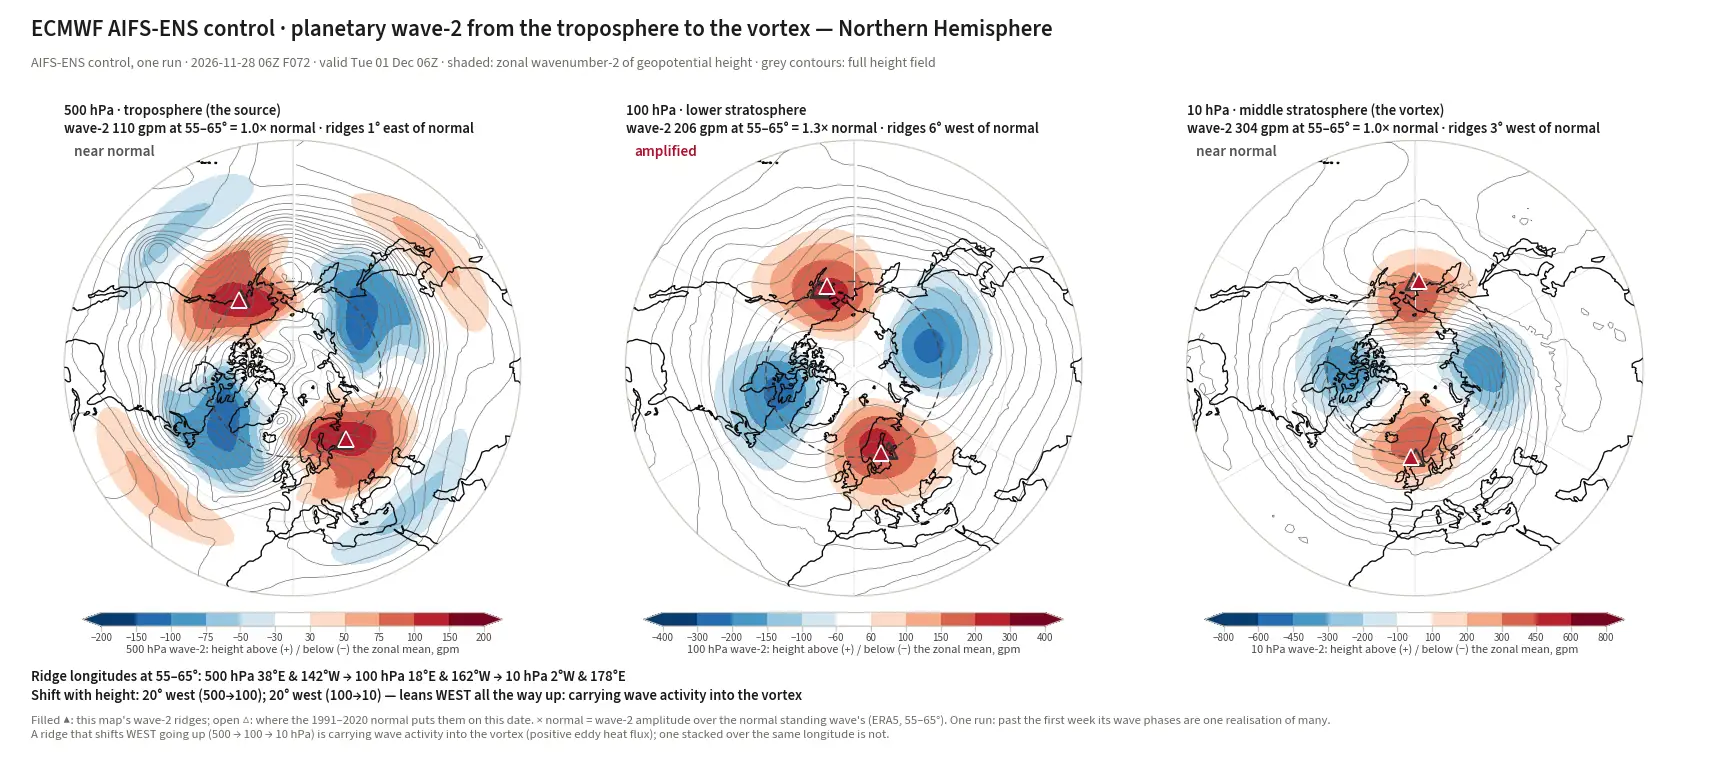 ECMWF AIFS-ENS control · planetary wave-2 from the troposphere to the vortex — Northern Hemisphere
AIFS-ENS control, one run · 2026-11-28 06Z F072 · valid Tue 01 Dec 06Z · shaded: zonal wavenumber-2 of geopotential height · grey contours: full height field
500 hPa · troposphere (the source)
wave-2 110 gpm at 55–65° = 1.0× normal · ridges 1° east of normal
near normal
100 hPa · lower stratosphere
wave-2 206 gpm at 55–65° = 1.3× normal · ridges 6° west of normal
amplified
10 hPa · middle stratosphere (the vortex)
wave-2 304 gpm at 55–65° = 1.0× normal · ridges 3° west of normal
near normal
−200 −150 −100 −75 −50 −30 30 50 75 100 150 200
500 hPa wave-2: height above (+) / below (−) the zonal mean, gpm
−400 −300 −200 −150 −100 −60 60 100 150 200 300 400
100 hPa wave-2: height above (+) / below (−) the zonal mean, gpm
−800 −600 −450 −300 −200 −100 100 200 300 450 600 800
10 hPa wave-2: height above (+) / below (−) the zonal mean, gpm
Ridge longitudes at 55–65°: 500 hPa 38°E & 142°W → 100 hPa 18°E & 162°W → 10 hPa 2°W & 178°E
Shift with height: 20° west (500→100); 20° west (100→10) — leans WEST all the way up: carrying wave activity into the vortex
Filled ▲: this map's wave-2 ridges; open △: where the 1991–2020 normal puts them on this date. × normal = wave-2 amplitude over the normal standing wave's (ERA5, 55–65°). One run: past the first week its wave phases are one realisation of many.
A ridge that shifts WEST going up (500 → 100 → 10 hPa) is carrying wave activity into the vortex (positive eddy heat flux); one stacked over the same longitude is not.